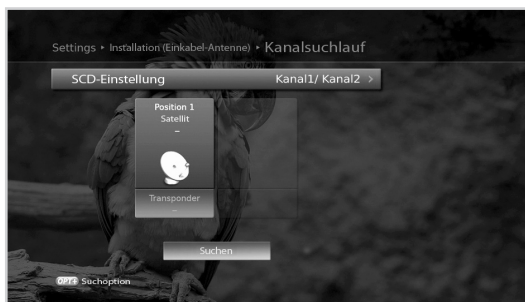 Settings ‣ Installation (Einkabel-Antenne) ‣ Kanalsuchlauf
SCD-Einstellung Kanal1/ Kanal2 >
Position 1
Satellit
–
Transponder
–
Suchen
OPT+ Suchoption